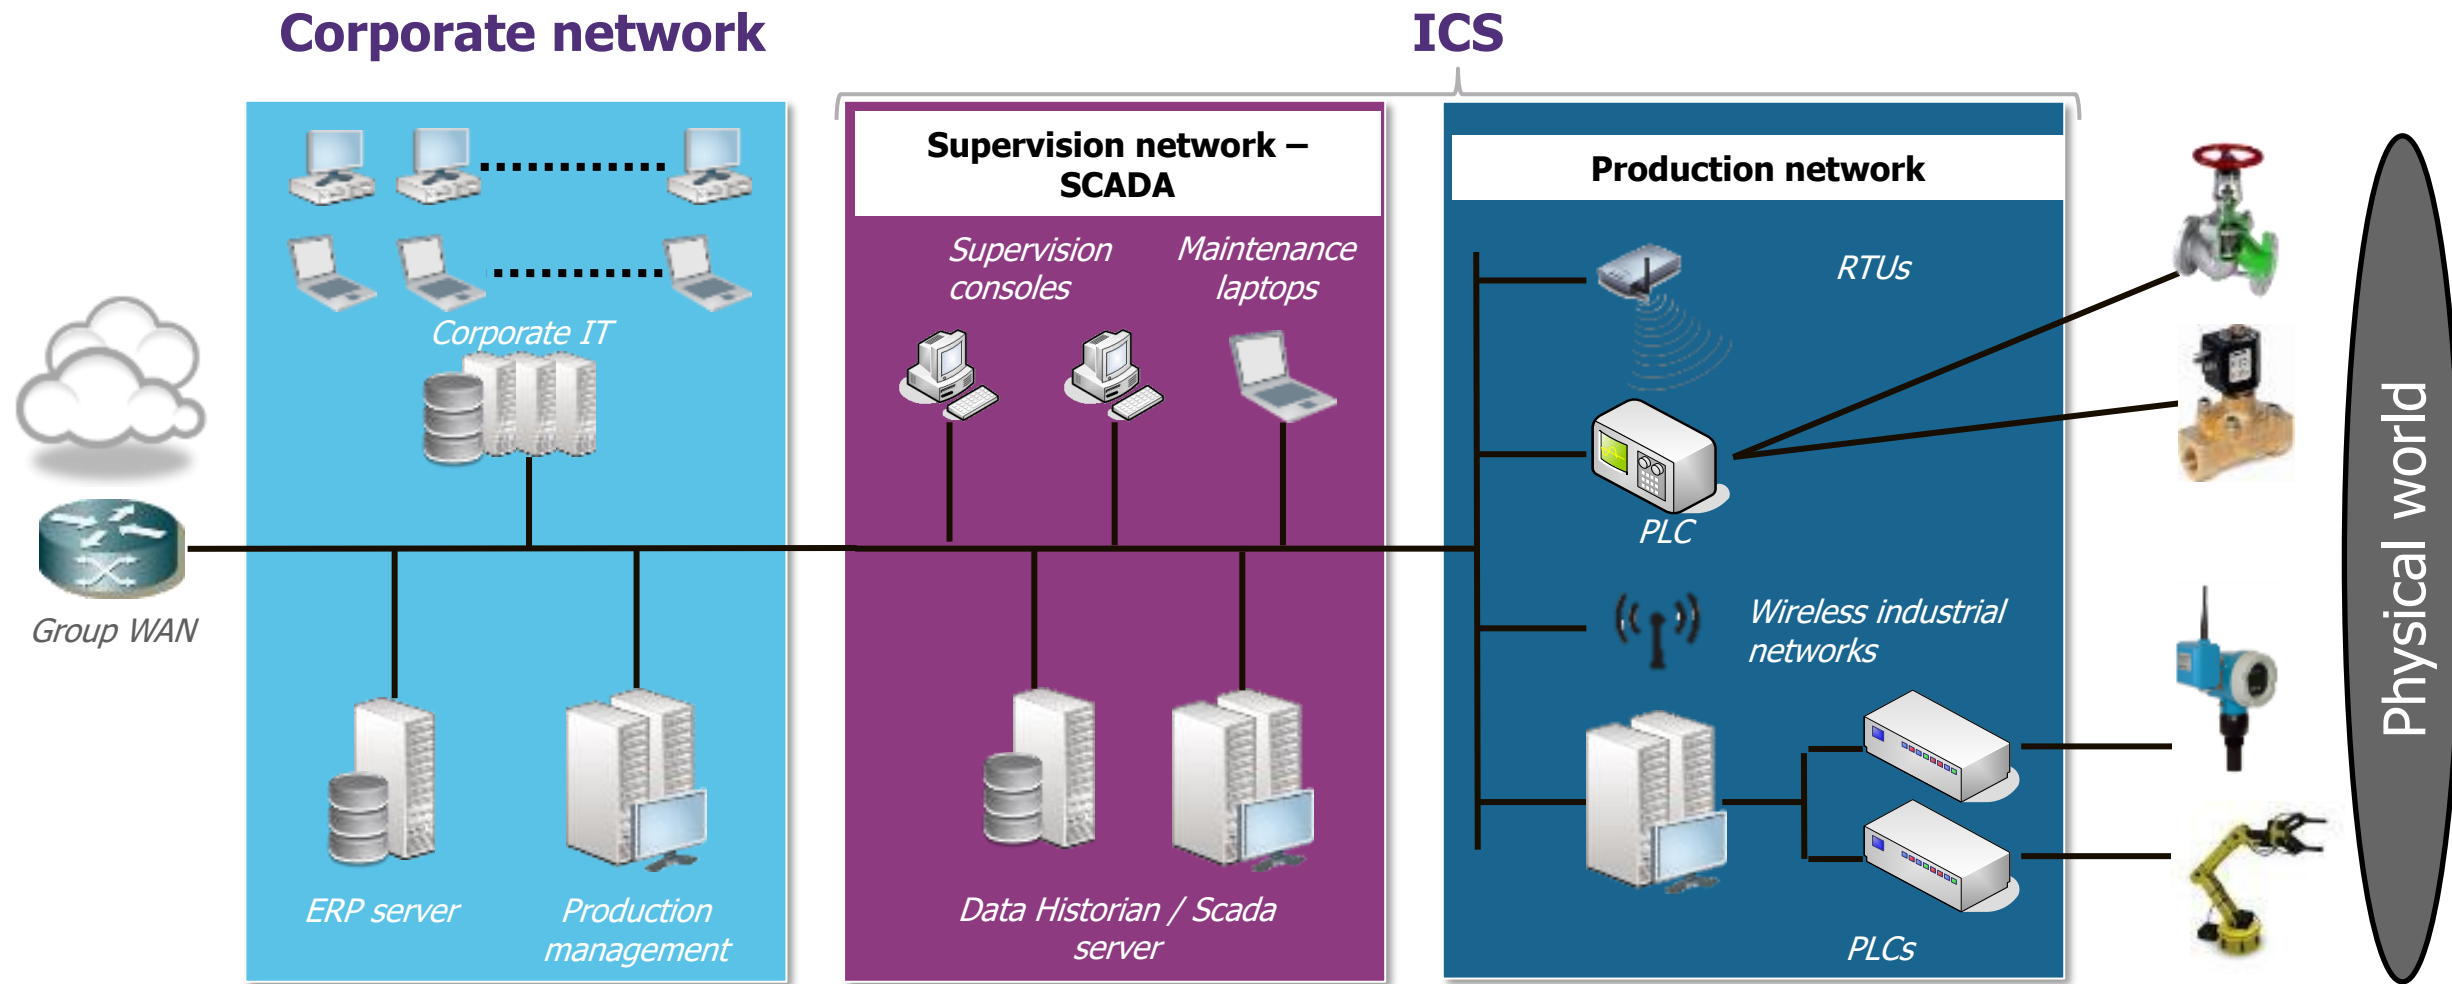 Corporate network
ICS
Supervision network –
SCADA
Production network
Supervision
consoles
Maintenance
laptops
RTUs
Corporate IT
PLC
Group WAN
Wireless industrial
networks
ERP server
Production
management
Data Historian / Scada
server
PLCs
Physical world